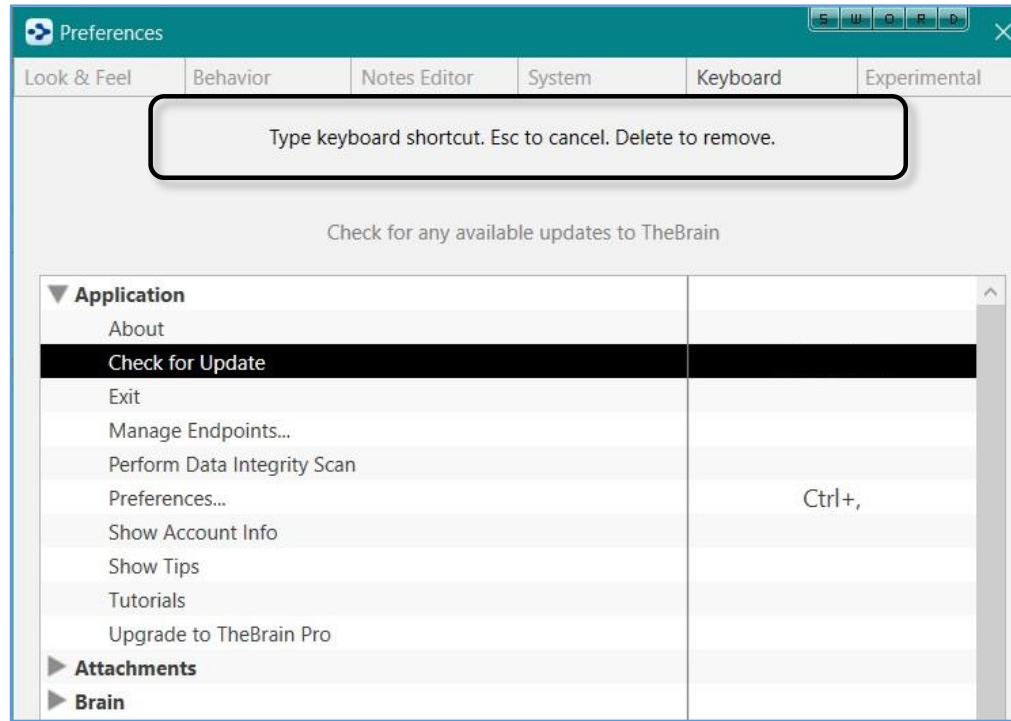 Preferences
S W O R D
Look & Feel Behavior Notes Editor System Keyboard Experimental
Type keyboard shortcut. Esc to cancel. Delete to remove.
Check for any available updates to TheBrain
Application
About
Check for Update
Exit
Manage Endpoints...
Perform Data Integrity Scan
Preferences... Ctrl+,
Show Account Info
Show Tips
Tutorials
Upgrade to TheBrain Pro
Attachments
Brain